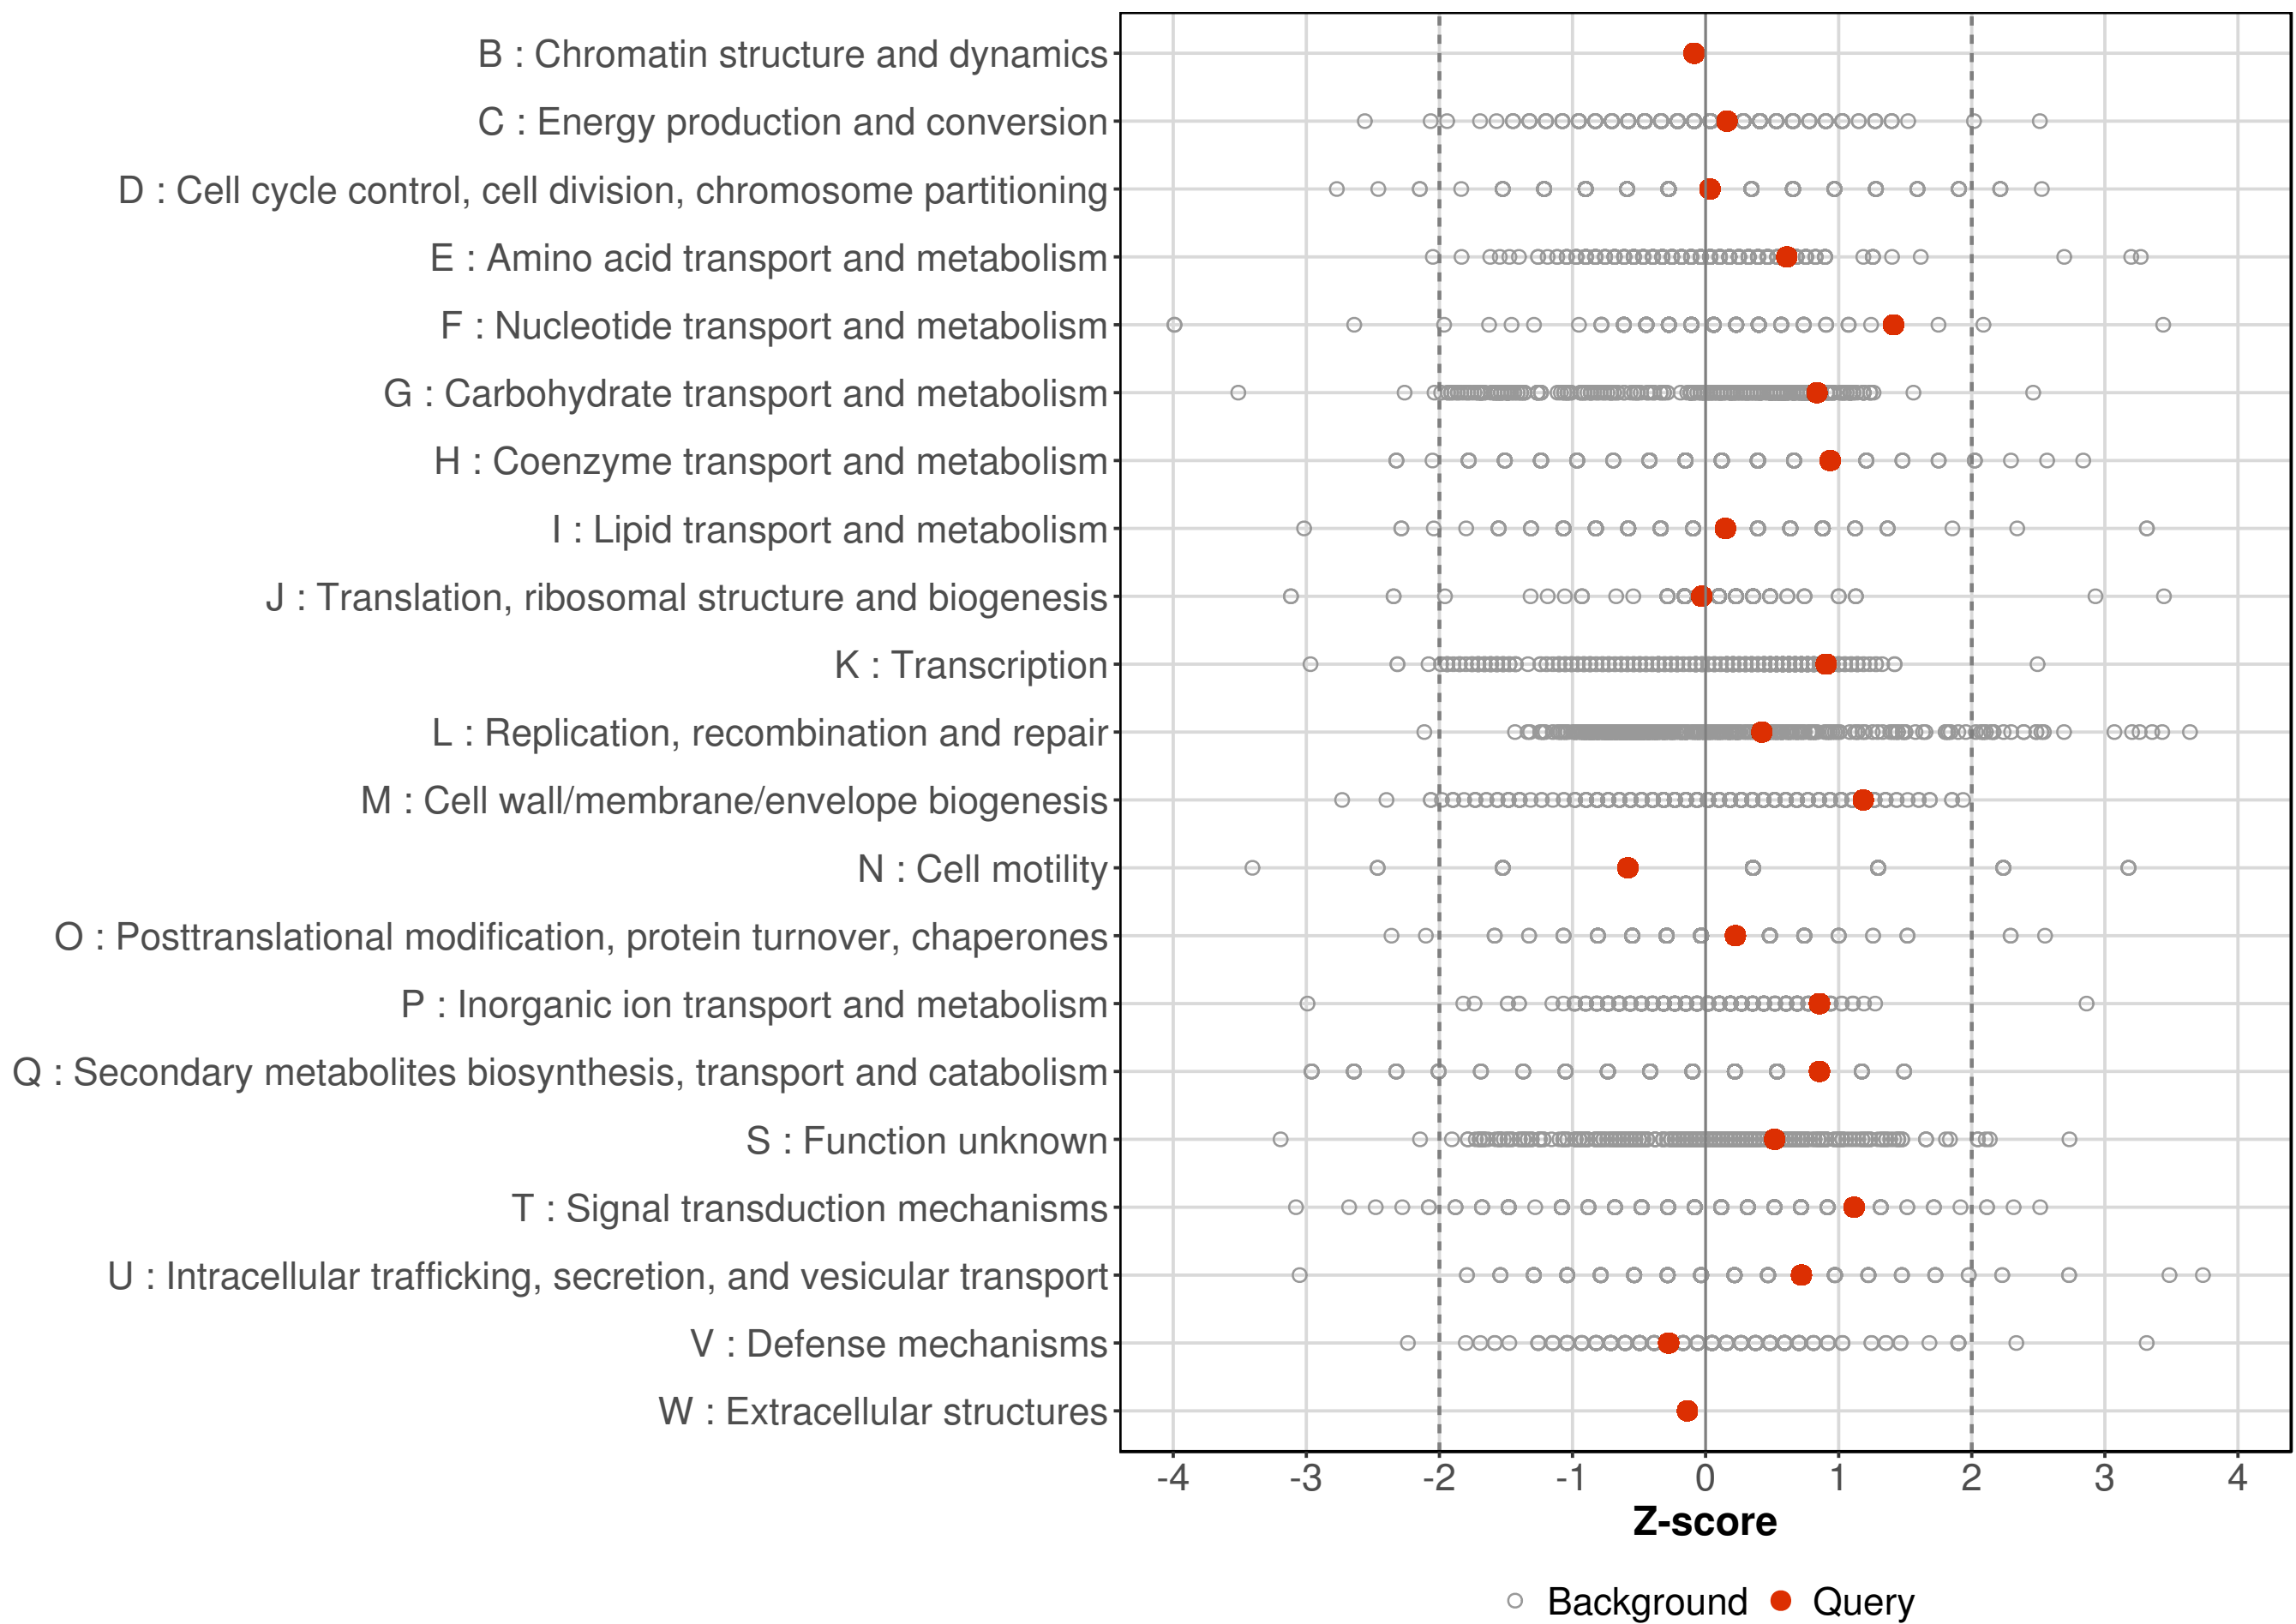 B : Chromatin structure and dynamics
C : Energy production and conversion
D : Cell cycle control, cell division, chromosome partitioning
E : Amino acid transport and metabolism
F : Nucleotide transport and metabolism
G : Carbohydrate transport and metabolism
H : Coenzyme transport and metabolism
I : Lipid transport and metabolism
J : Translation, ribosomal structure and biogenesis
K : Transcription
L : Replication, recombination and repair
M : Cell wall/membrane/envelope biogenesis
N : Cell motility
O : Posttranslational modification, protein turnover, chaperones
P : Inorganic ion transport and metabolism
Q : Secondary metabolites biosynthesis, transport and catabolism
S : Function unknown
T : Signal transduction mechanisms
U : Intracellular trafficking, secretion, and vesicular transport
V : Defense mechanisms
W : Extracellular structures
-4 -3 -2 -1 0 1 2 3 4
Z-score
Background Query